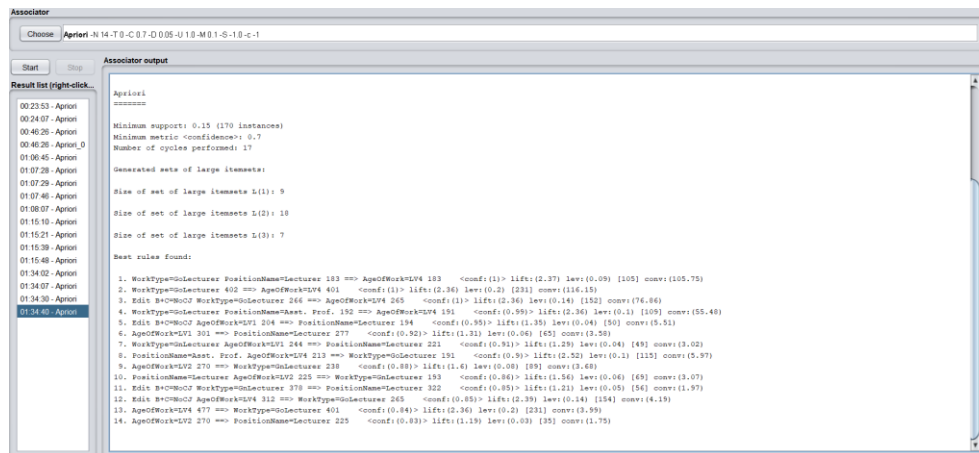 Associator
Choose Apriori -N 14 -T 0 -C 0.7 -D 0.05 -U 1.0 -M 0.1 -S -1.0 -c -1
Start Stop
Associator output
Result list (right-click...
00:23:53 - Apriori
00:24:07 - Apriori
00:46:26 - Apriori
00:46:26 - Apriori_0
01:06:45 - Apriori
01:07:28 - Apriori
01:07:29 - Apriori
01:07:46 - Apriori
01:08:07 - Apriori
01:15:10 - Apriori
01:15:21 - Apriori
01:15:39 - Apriori
01:15:48 - Apriori
01:34:02 - Apriori
01:34:07 - Apriori
01:34:30 - Apriori
01:34:40 - Apriori
Apriori
=======
Minimum support: 0.15 (170 instances)
Minimum metric <confidence>: 0.7
Number of cycles performed: 17
Generated sets of large itemsets:
Size of set of large itemsets L(1): 9
Size of set of large itemsets L(2): 18
Size of set of large itemsets L(3): 7
Best rules found:
1. WorkType=GoLecturer PositionName=Lecturer 183 ==> AgeOfWork=LV4 183 <conf:(1)> lift:(2.37) lev:(0.09) [105] conv:(105.75)
2. WorkType=GoLecturer 402 ==> AgeOfWork=LV4 401 <conf:(1)> lift:(2.36) lev:(0.2) [231] conv:(116.15)
3. Edit B+C=NoCJ WorkType=GoLecturer 266 ==> AgeOfWork=LV4 265 <conf:(1)> lift:(2.36) lev:(0.14) [152] conv:(76.86)
4. WorkType=GoLecturer PositionName=Asst. Prof. 192 ==> AgeOfWork=LV4 191 <conf:(0.99)> lift:(2.36) lev:(0.1) [109] conv:(55.48)
5. Edit B+C=NoCJ AgeOfWork=LV1 204 ==> PositionName=Lecturer 194 <conf:(0.95)> lift:(1.35) lev:(0.04) [50] conv:(5.51)
6. AgeOfWork=LV1 301 ==> PositionName=Lecturer 277 <conf:(0.92)> lift:(1.31) lev:(0.06) [65] conv:(3.58)
7. WorkType=GnLecturer AgeOfWork=LV1 244 ==> PositionName=Lecturer 221 <conf:(0.91)> lift:(1.29) lev:(0.04) [49] conv:(3.02)
8. PositionName=Asst. Prof. AgeOfWork=LV4 213 ==> WorkType=GoLecturer 191 <conf:(0.9)> lift:(2.52) lev:(0.1) [115] conv:(5.97)
9. AgeOfWork=LV2 270 ==> WorkType=GnLecturer 238 <conf:(0.88)> lift:(1.6) lev:(0.08) [89] conv:(3.68)
10. PositionName=Lecturer AgeOfWork=LV2 225 ==> WorkType=GnLecturer 193 <conf:(0.86)> lift:(1.56) lev:(0.06) [69] conv:(3.07)
11. Edit B+C=NoCJ WorkType=GnLecturer 378 ==> PositionName=Lecturer 322 <conf:(0.85)> lift:(1.21) lev:(0.05) [56] conv:(1.97)
12. Edit B+C=NoCJ AgeOfWork=LV4 312 ==> WorkType=GoLecturer 265 <conf:(0.85)> lift:(2.39) lev:(0.14) [154] conv:(4.19)
13. AgeOfWork=LV4 477 ==> WorkType=GoLecturer 401 <conf:(0.84)> lift:(2.36) lev:(0.2) [231] conv:(3.99)
14. AgeOfWork=LV2 270 ==> PositionName=Lecturer 225 <conf:(0.83)> lift:(1.19) lev:(0.03) [35] conv:(1.75)